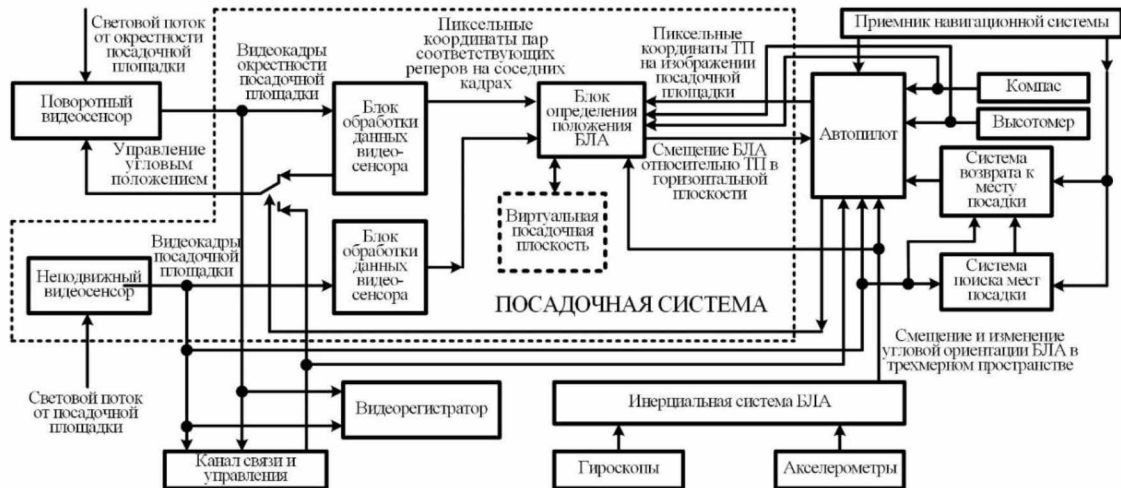 Световой поток
от окрестности
посадочной
площадки
Видеокадры
окрестности
посадочной
площадки
Пиксельные
координаты пар
соответствующих
реперов на соседних
кадрах
Пиксельные
координаты ТП
на изображении
посадочной
площадки
Приемник навигационной системы
Поворотный
видеосенсор
Блок
обработки
данных
видео-
сенсора
Блок
определения
положения
БЛА
Автопилот
Компас
Высотомер
Управление
угловым
положением
Смещение БЛА
относительно ТП в
горизонтальной
плоскости
Система
возврата к
месту
посадки
Виртуальная
посадочная
плоскость
Видеокадры
посадочной
площадки
Блок
обработки
данных
видео-
сенсора
Неподвижный
видеосенсор
Система
поиска мест
посадки
ПОСАДОЧНАЯ СИСТЕМА
Смещение и изменение
угловой ориентации БЛА в
трехмерном пространстве
Световой поток
от посадочной
площадки
Видеорегистратор
Инерциальная система БЛА
Канал связи и
управления
Гироскопы
Акселерометры